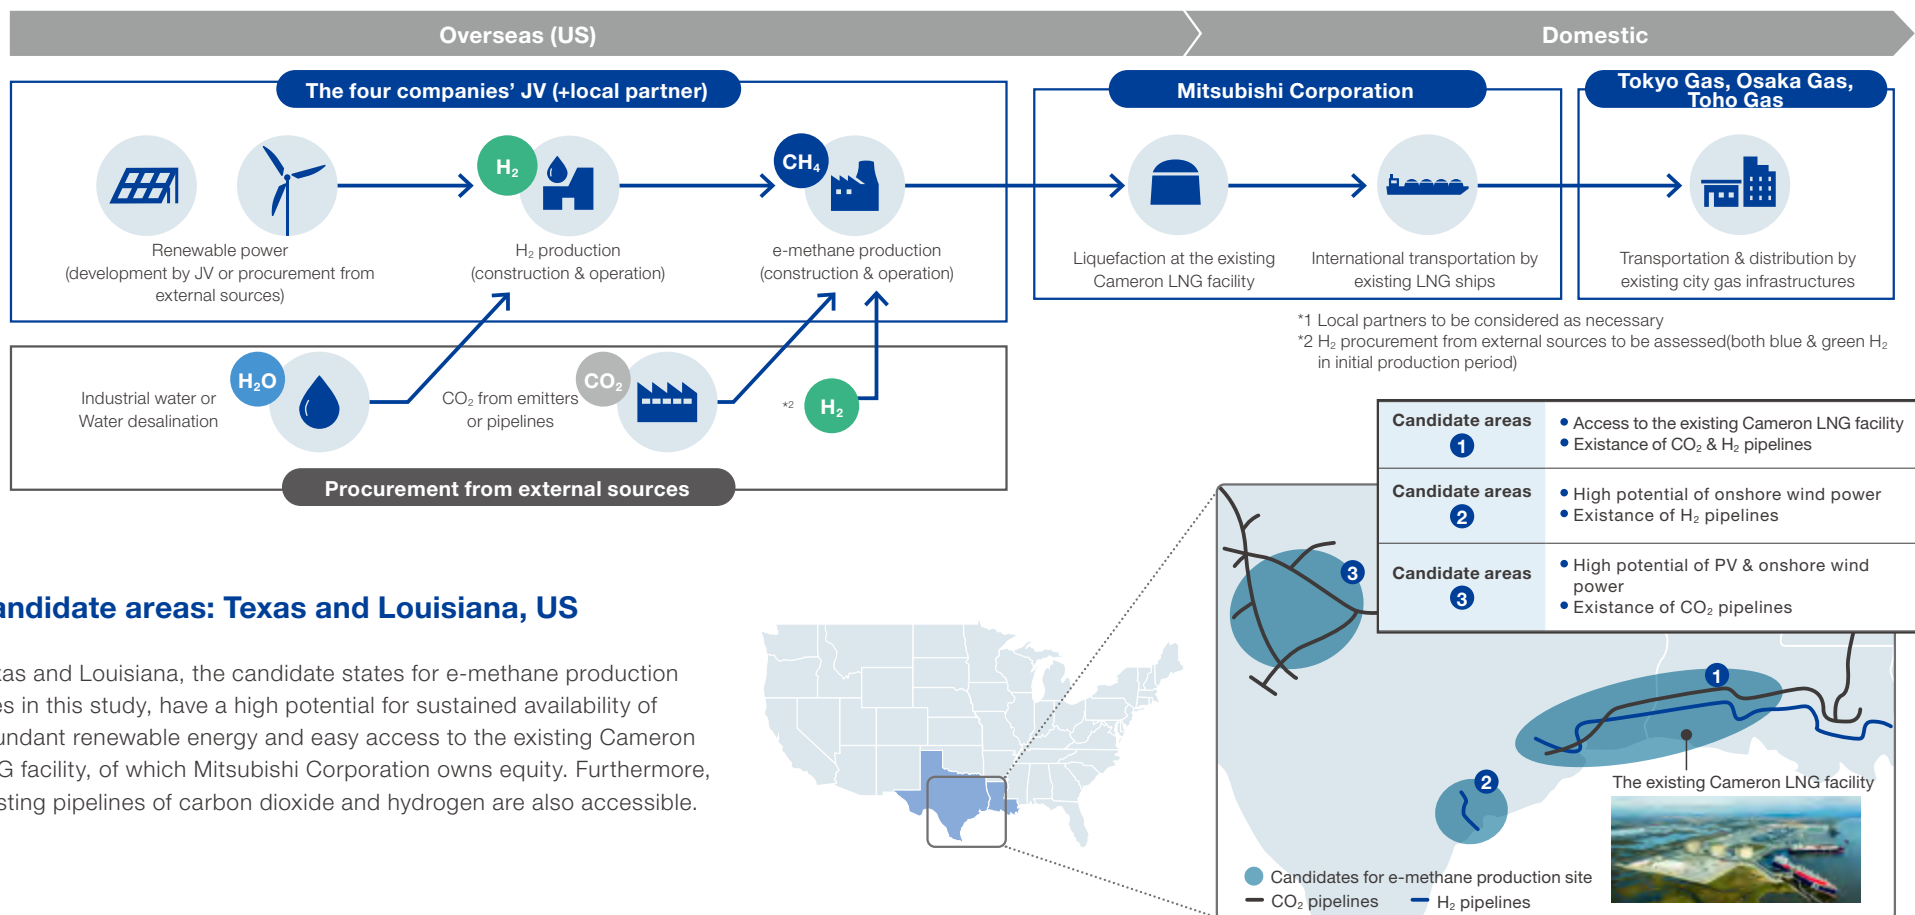 Overseas (US)
Domestic
The four companies' JV (+local partner)
Mitsubishi Corporation
Tokyo Gas, Osaka Gas,
Toho Gas
H₂
CH₄
Renewable power
(development by JV or procurement from
external sources)
H₂ production
(construction & operation)
e-methane production
(construction & operation)
Liquefaction at the existing
Cameron LNG facility
International transportation by
existing LNG ships
Transportation & distribution by
existing city gas infrastructures
*1 Local partners to be considered as necessary
*2 H₂ procurement from external sources to be assessed(both blue & green H₂
in initial production period)
Industrial water or
Water desalination
H₂O
CO₂ from emitters
or pipelines
CO₂
*2
H₂
Procurement from external sources
Candidate areas
1
• Access to the existing Cameron LNG facility
• Existance of CO₂ & H₂ pipelines
Candidate areas
2
• High potential of onshore wind power
• Existance of H₂ pipelines
Candidate areas
3
• High potential of PV & onshore wind
power
• Existance of CO₂ pipelines
andidate areas: Texas and Louisiana, US
xas and Louisiana, the candidate states for e-methane production
es in this study, have a high potential for sustained availability of
undant renewable energy and easy access to the existing Cameron
G facility, of which Mitsubishi Corporation owns equity. Furthermore,
isting pipelines of carbon dioxide and hydrogen are also accessible.
3
1
2
The existing Cameron LNG facility
Candidates for e-methane production site
CO₂ pipelines
H₂ pipelines